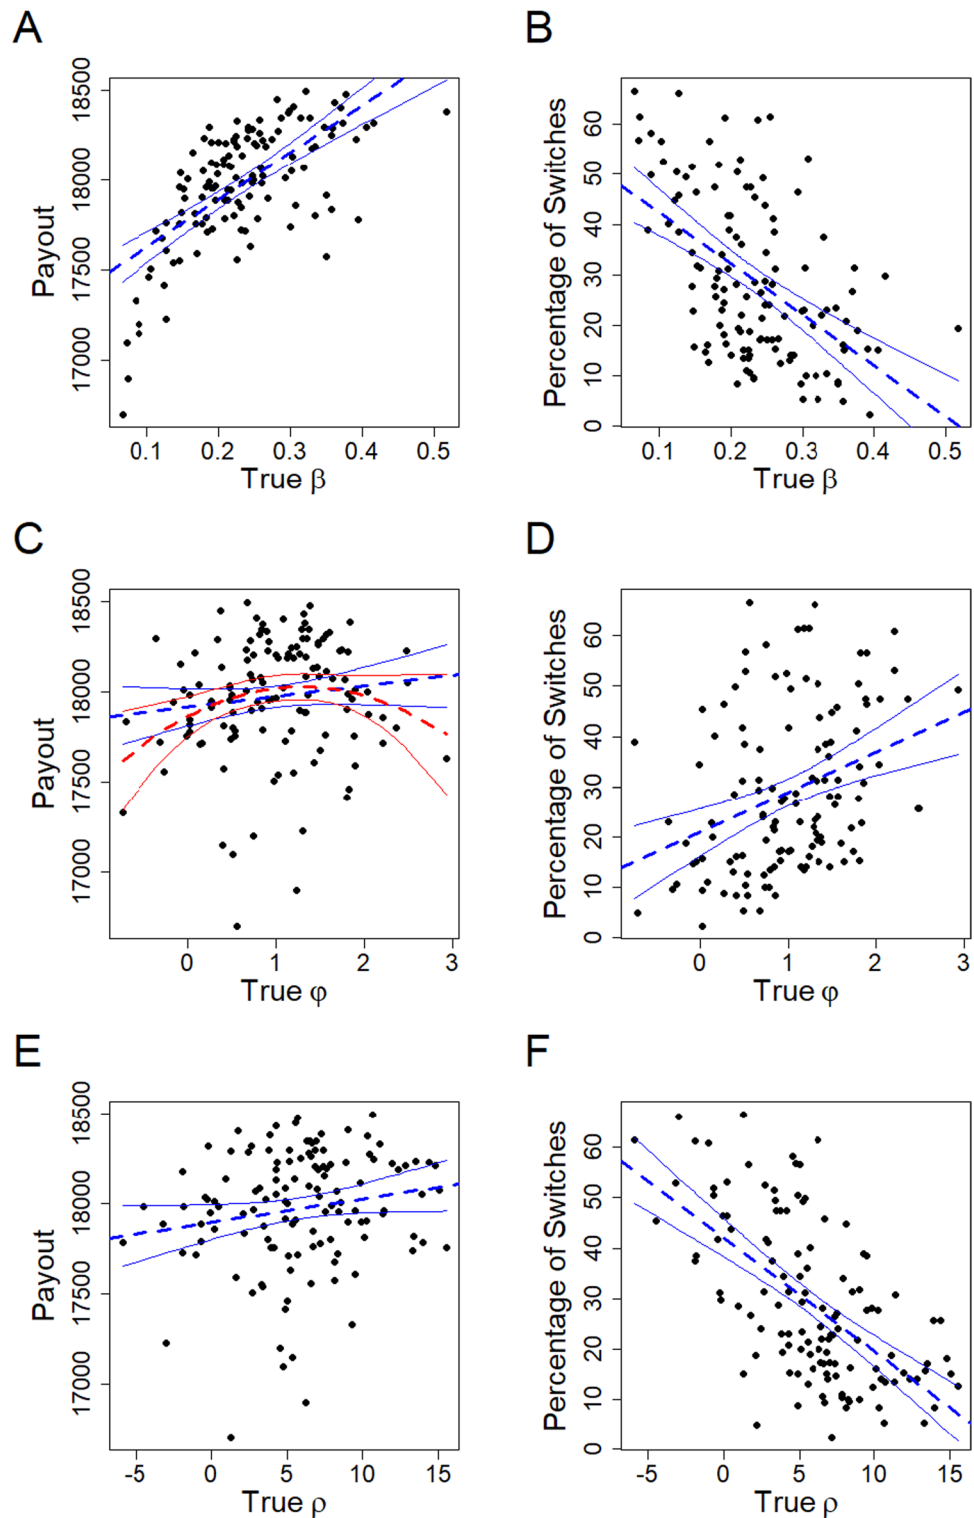 A
Payout
17000 17500 18000 18500
0.1 0.2 0.3 0.4 0.5
True β
B
Percentage of Switches
0 10 20 30 40 50 60
0.1 0.2 0.3 0.4 0.5
True β
C
Payout
17000 17500 18000 18500
0 1 2 3
True φ
D
Percentage of Switches
0 10 20 30 40 50 60
0 1 2 3
True φ
E
Payout
17000 17500 18000 18500
-5 0 5 10 15
True ρ
F
Percentage of Switches
0 10 20 30 40 50 60
-5 0 5 10 15
True ρ